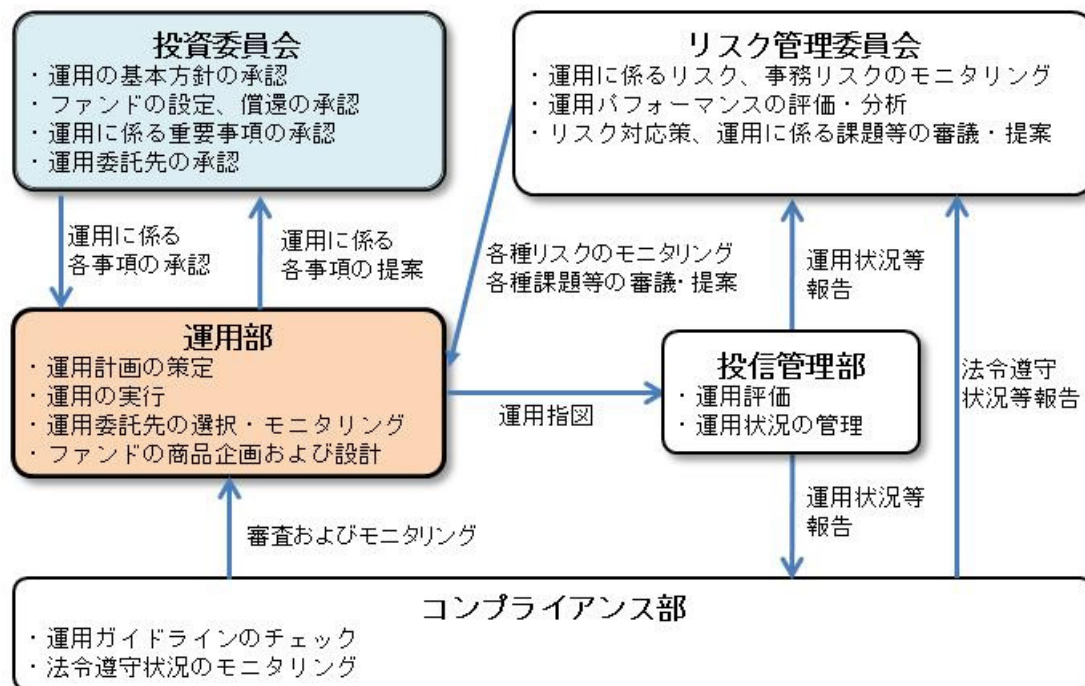 投資委員会
・運用の基本方針の承認
・ファンドの設定、償還の承認
・運用に係る重要事項の承認
・運用委託先の承認
リスク管理委員会
・運用に係るリスク、事務リスクのモニタリング
・運用パフォーマンスの評価・分析
・リスク対応策、運用に係る課題等の審議・提案
運用に係る
各事項の承認
運用に係る
各事項の提案
各種リスクのモニタリング
各種課題等の審議・提案
運用状況等
報告
法令遵守
状況等報告
運用部
・運用計画の策定
・運用の実行
・運用委託先の選択・モニタリング
・ファンドの商品企画および設計
運用指図
投信管理部
・運用評価
・運用状況の管理
審査およびモニタリング
運用状況等
報告
コンプライアンス部
・運用ガイドラインのチェック
・法令遵守状況のモニタリング